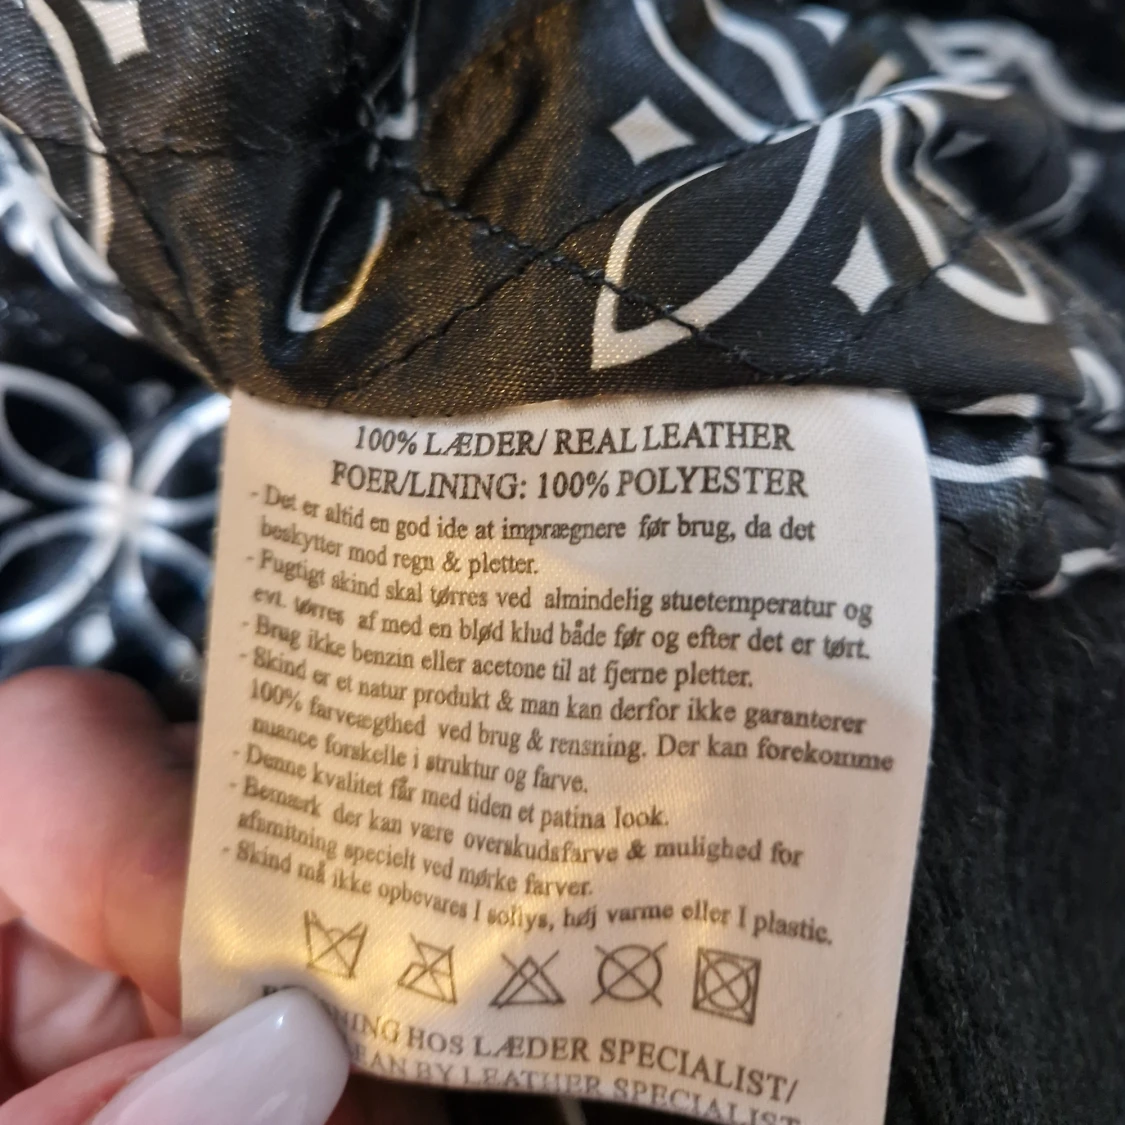 100% LÆDER/ REAL LEATHER
FOER/LINING: 100% POLYESTER
- Det er altid en god ide at imprægnere før brug, da det
beskytter mod regn & pletter.
- Fugtigt skind skal tørres ved almindelig stuetemperatur og
evt. tørres af med en blød klud både før og efter det er tørt.
- Brug ikke benzin eller acetone til at fjerne pletter.
- Skind er et natur produkt & man kan derfor ikke garanterer
100% farveægthed ved brug & rensning. Der kan forekomme
nuance forskelle i struktur og farve.
- Denne kvalitet får med tiden et patina look.
- Bemærk der kan være overskudsfarve & mulighed for
afsmitning specielt ved mørke farver.
- Skind må ikke opbevares I sollys, høj varme eller I plastic.
HOS LÆDER SPECIALIST/
BY LEATHER SPECIALIST